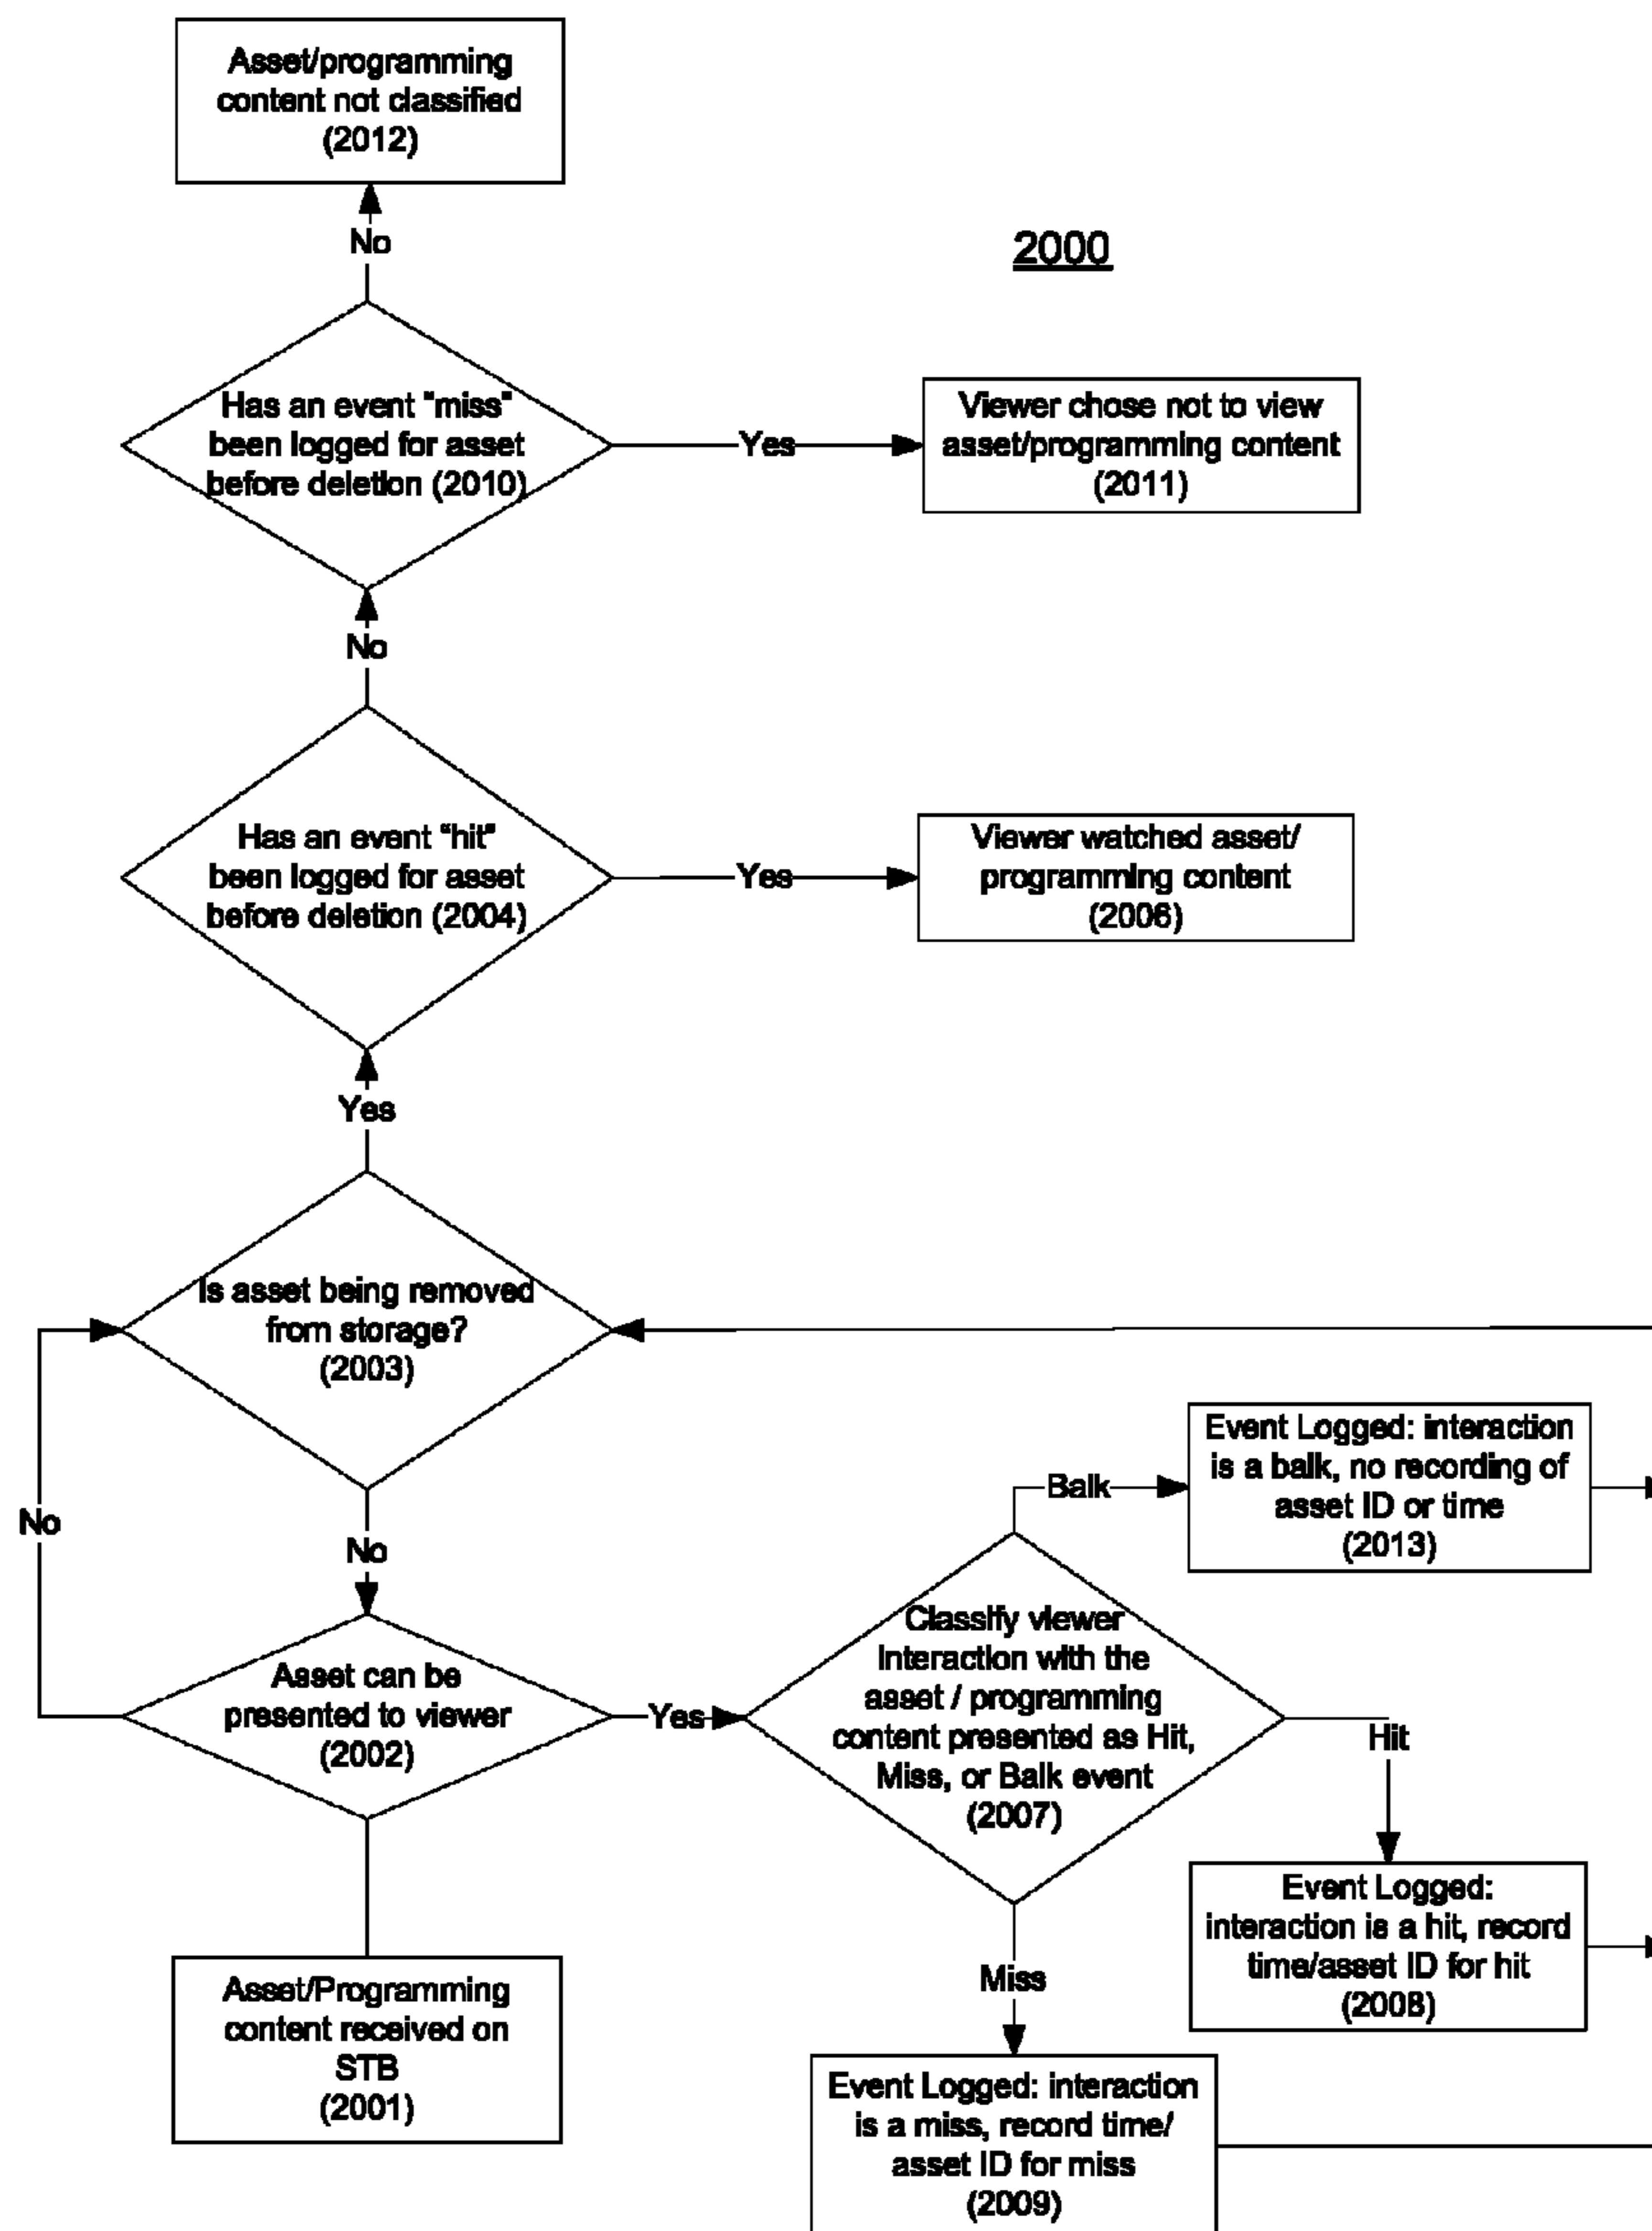 Asset/programming
content not classified
(2012)
No
2000
Has an event "miss"
been logged for asset
before deletion (2010)
Yes
Viewer chose not to view
asset/programming content
(2011)
No
Has an event "hit"
been logged for asset
before deletion (2004)
Yes
Viewer watched asset/
programming content
(2006)
Yes
Is asset being removed
from storage?
(2003)
No
No
Asset can be
presented to viewer
(2002)
Yes
Classify viewer
interaction with the
asset / programming
content presented as Hit,
Miss, or Balk event
(2007)
Balk
Event Logged: interaction
is a balk, no recording of
asset ID or time
(2013)
Hit
Event Logged:
interaction is a hit, record
time/asset ID for hit
(2008)
Miss
Event Logged: interaction
is a miss, record time/
asset ID for miss
(2009)
Asset/Programming
content received on
STB
(2001)